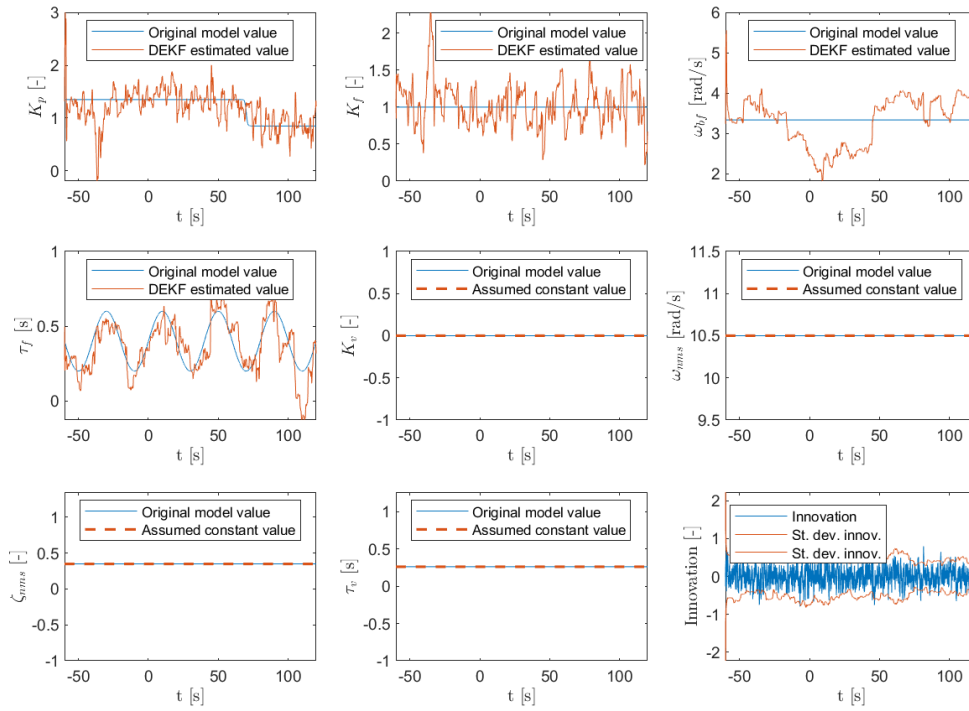 3
2
1
0
-50 0 50 100
t [s]
K_p [-]
Original model value
DEKF estimated value
2
1.5
1
0.5
0
-50 0 50 100
t [s]
K_f [-]
Original model value
DEKF estimated value
6
5
4
3
2
-50 0 50 100
t [s]
ω_bf [rad/s]
Original model value
DEKF estimated value
1
0.5
0
-50 0 50 100
t [s]
τ_f [s]
Original model value
DEKF estimated value
1
0.5
0
-0.5
-1
-50 0 50 100
t [s]
K_v [-]
Original model value
Assumed constant value
11.5
11
10.5
10
9.5
-50 0 50 100
t [s]
ω_nms [rad/s]
Original model value
Assumed constant value
1
0.5
0
-0.5
-1
-50 0 50 100
t [s]
ζ_nms [-]
Original model value
Assumed constant value
1
0.5
0
-0.5
-1
-50 0 50 100
t [s]
τ_v [s]
Original model value
Assumed constant value
2
1
0
-1
-2
-50 0 50 100
t [s]
Innovation [-]
Innovation
St. dev. innov.
St. dev. innov.